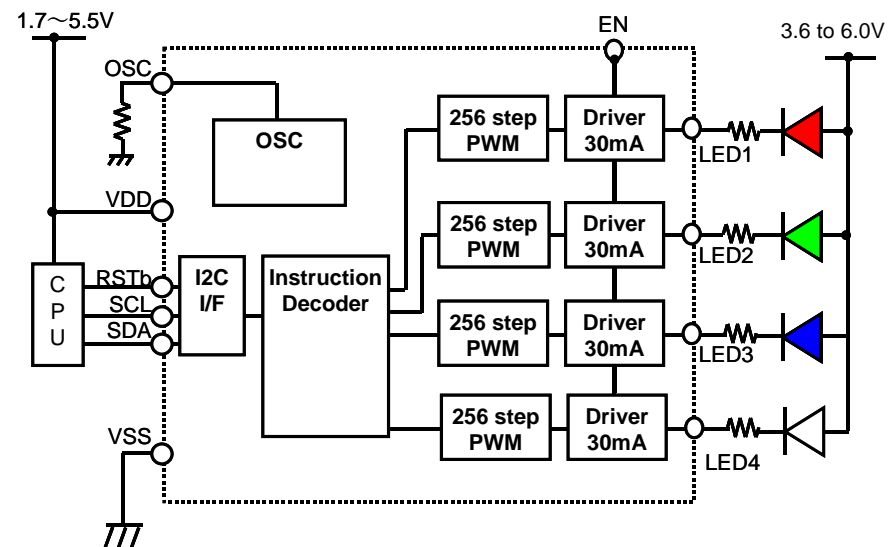 1.7～5.5V
EN
3.6 to 6.0V
OSC
OSC
256 step
PWM
Driver
30mA
LED1
VDD
256 step
PWM
Driver
30mA
LED2
C
P
U
RSTb
SCL
SDA
I2C
I/F
Instruction
Decoder
256 step
PWM
Driver
30mA
LED3
VSS
256 step
PWM
Driver
30mA
LED4